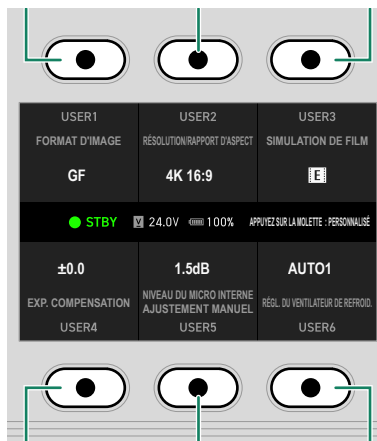 USER1 USER2 USER3
FORMAT D'IMAGE RÉSOLUTION/RAPPORT D'ASPECT SIMULATION DE FILM
GF 4K 16:9 E
STBY V 24.0V 100% APPUYEZ SUR LA MOLETTE : PERSONNALISÉ
±0.0 1.5dB AUTO1
EXP. COMPENSATION NIVEAU DU MICRO INTERNE RÉGL. DU VENTILATEUR DE REFROID.
AJUSTEMENT MANUEL
USER4 USER5 USER6